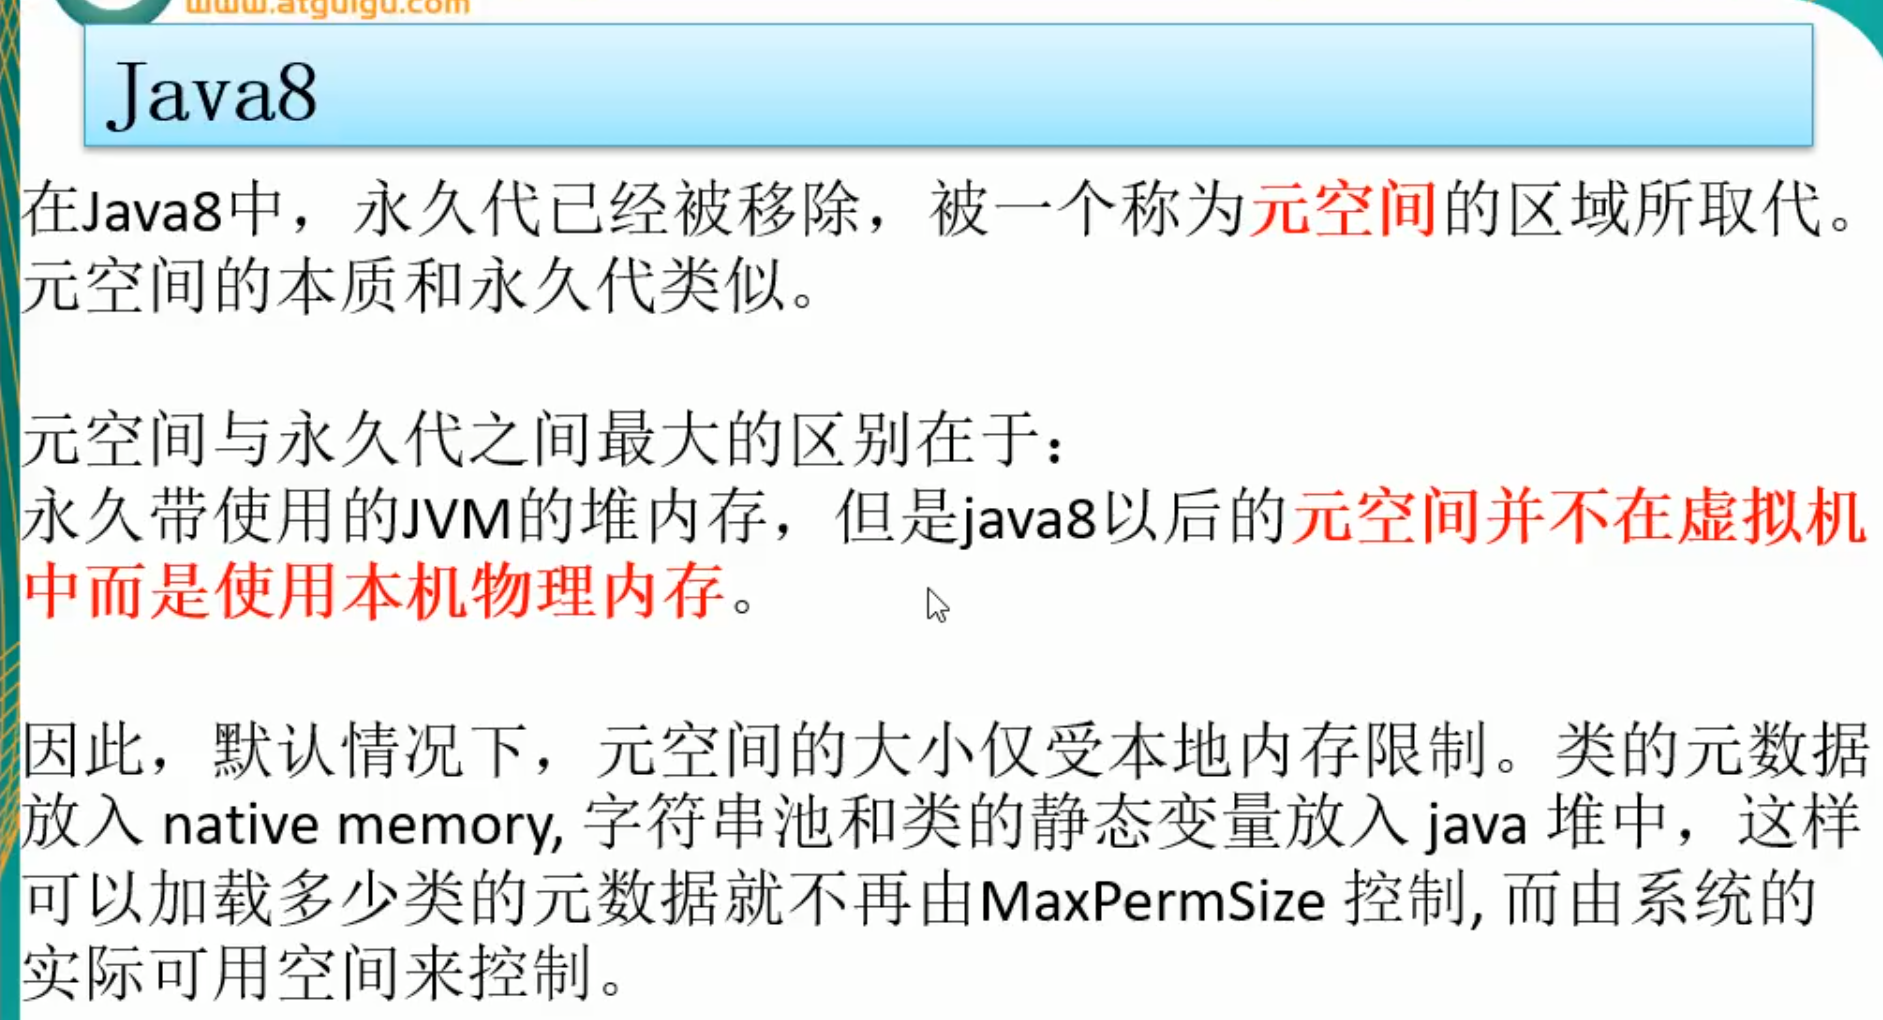 www.atguigu.com
Java8
在Java8中，永久代已经被移除，被一个称为元空间的区域所取代。
元空间的本质和永久代类似。
元空间与永久代之间最大的区别在于：
永久带使用的JVM的堆内存，但是java8以后的元空间并不在虚拟机
中而是使用本机物理内存。
因此，默认情况下，元空间的大小仅受本地内存限制。类的元数据
放入 native memory, 字符串池和类的静态变量放入 java 堆中，这样
可以加载多少类的元数据就不再由MaxPermSize 控制, 而由系统的
实际可用空间来控制。